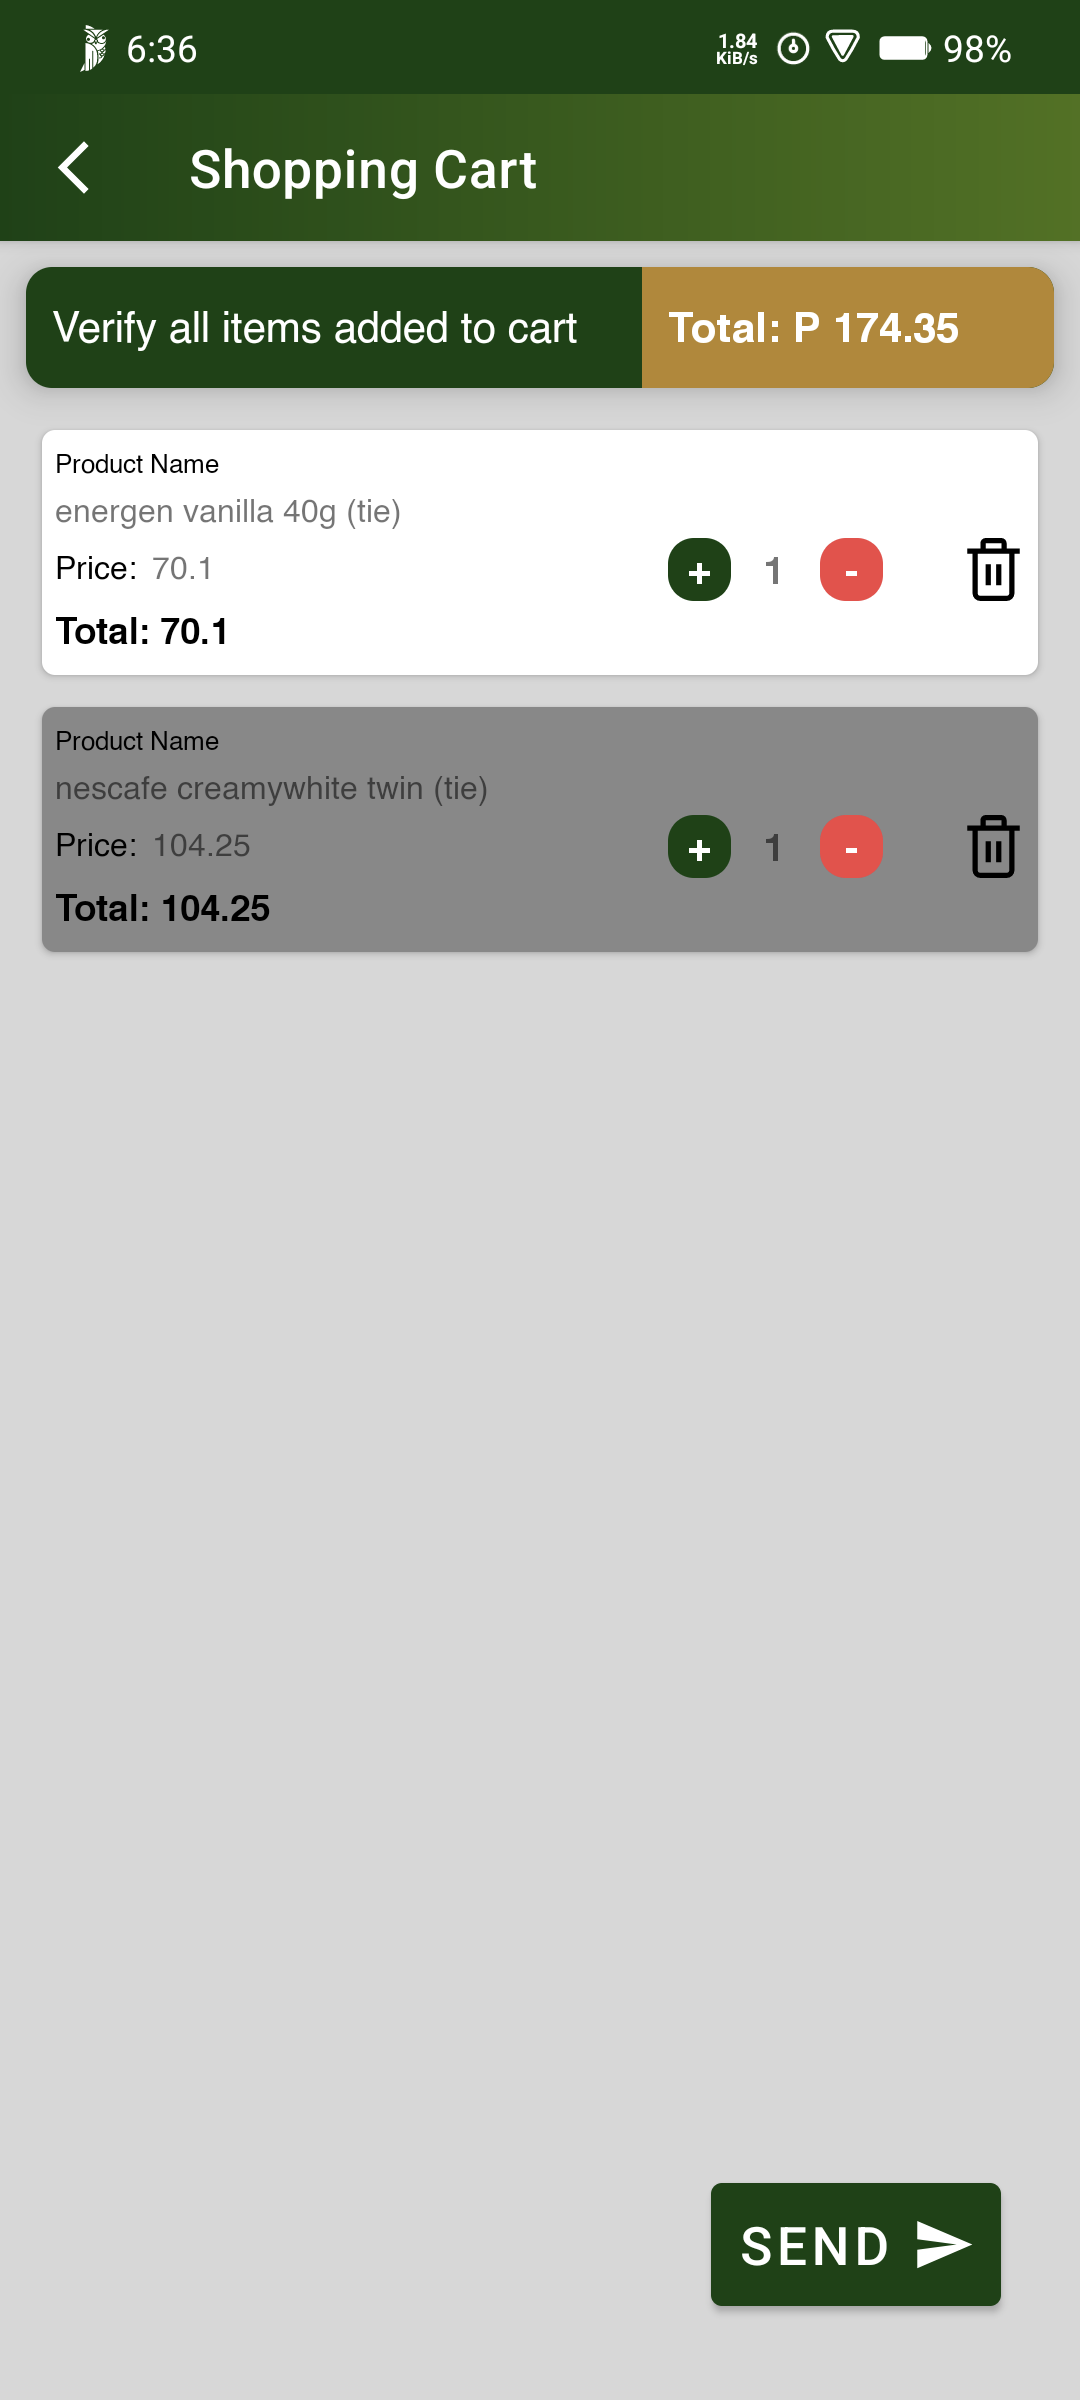 6:36
1.84
KiB/s
98%
Shopping Cart
Verify all items added to cart
Total: P 174.35
Product Name
energen vanilla 40g (tie)
Price: 70.1
+ 1 -
Total: 70.1
Product Name
nescafe creamywhite twin (tie)
Price: 104.25
+ 1 -
Total: 104.25
SEND